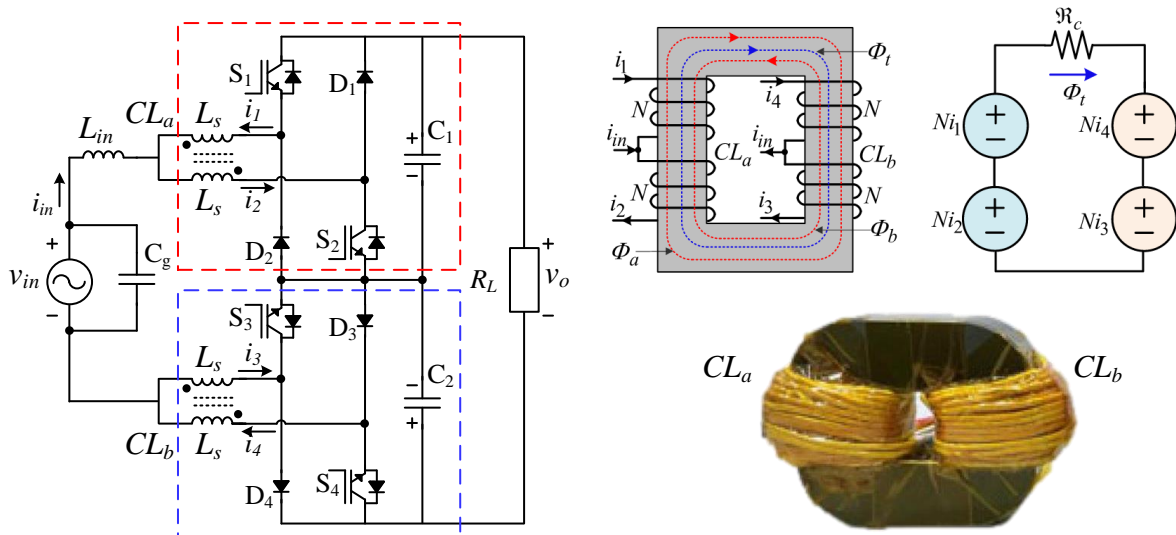 S1
D1
CLa Ls i1
Lin
C1
+
−
Ls i2
iin
D2 S2
+
vin
−
Cg
RL
+
vo
−
S3
D3
Ls i3
C2
−
+
CLb Ls i4
D4 S4
i1
N
iin
N
i2
CLa
Φa
i4
N
iin
CLb
N
i3
Φt
Φb
ℜc
Φt
Ni1 + −
Ni4 + −
Ni2 + −
Ni3 + −
CLa
CLb